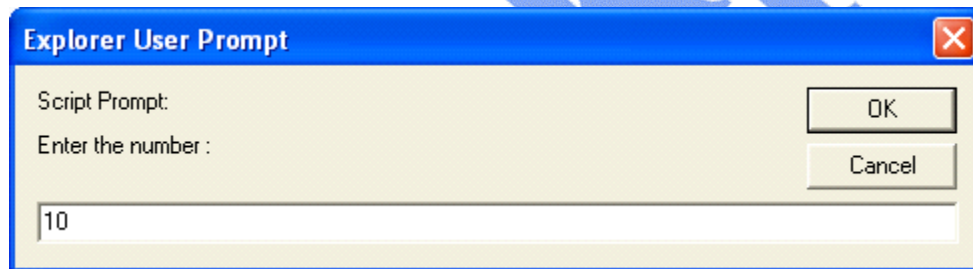 Explorer User Prompt
Script Prompt:
OK
Enter the number :
Cancel
10